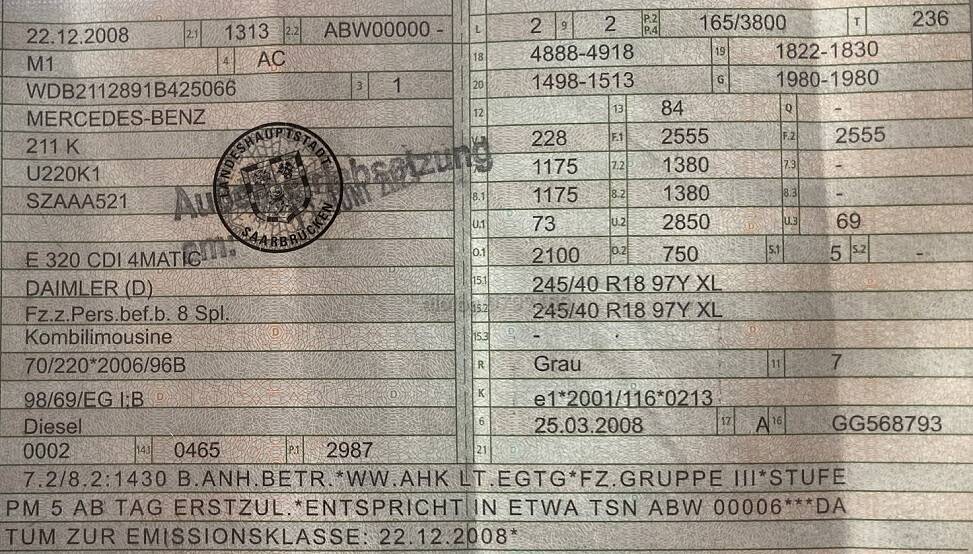 22.12.2008 2.1 1313 2.2 ABW00000 -
M1 4 AC
WDB2112891B425066 3 1
MERCEDES-BENZ
211 K
U220K1
SZAAA521
E 320 CDI 4MATIC
DAIMLER (D)
Fz.z.Pers.bef.b. 8 Spl.
Kombilimousine
70/220*2006/96B
98/69/EG I;B
Diesel
0002 14.1 0465 P.1 2987
LANDESHAUPTSTADT
SAARBRÜCKEN
L 2 9 2 P.2 P.4 165/3800 T 236
18 4888-4918 19 1822-1830
20 1498-1513 G 1980-1980
12 13 84 Q -
228 F.1 2555 F.2 2555
1175 7.2 1380 7.3 -
8.1 1175 8.2 1380 8.3 -
U.1 73 U.2 2850 U.3 69
O.1 2100 O.2 750 S.1 5 S.2 -
15.1 245/40 R18 97Y XL
15.2 245/40 R18 97Y XL
15.3 -
R Grau 11 7
K e1*2001/116*0213
6 25.03.2008 17 A 16 GG568793
21
7.2/8.2:1430 B.ANH.BETR.*WW.AHK LT.EGTG*FZ.GRUPPE III*STUFE
PM 5 AB TAG ERSTZUL.*ENTSPRICHT IN ETWA TSN ABW 00006***DA
TUM ZUR EMISSIONSKLASSE: 22.12.2008*